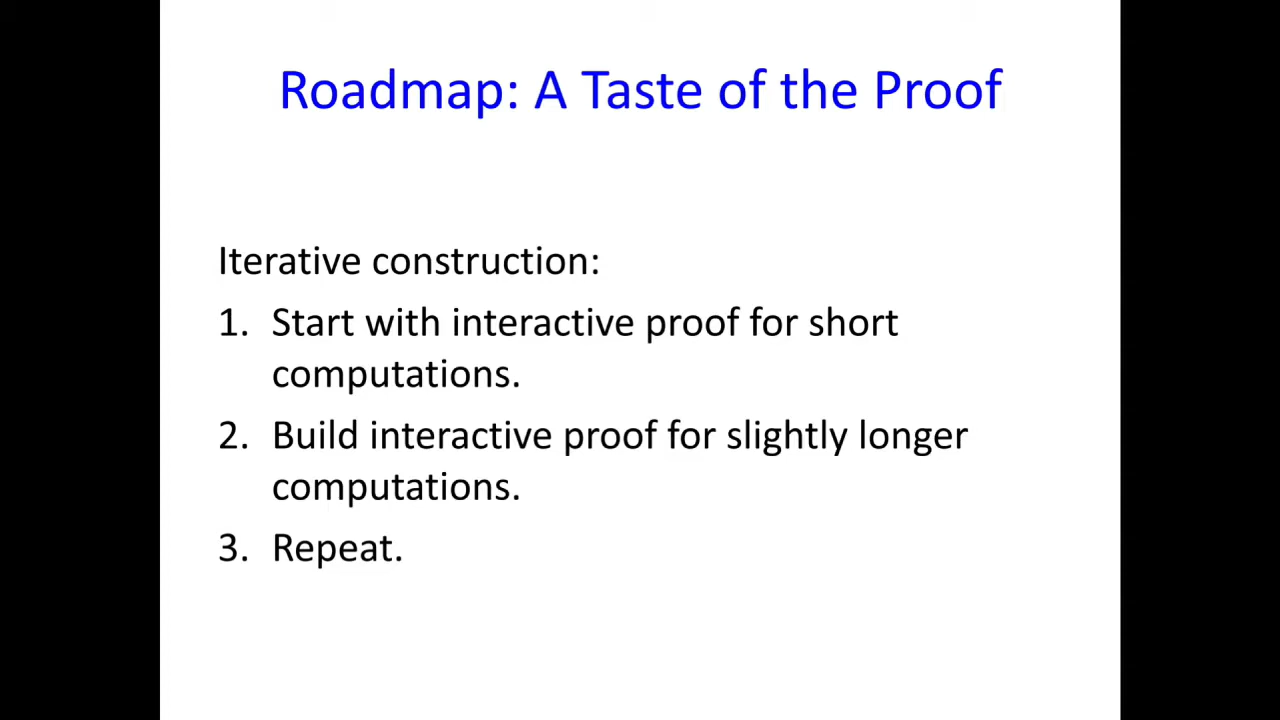 Roadmap: A Taste of the Proof
Iterative construction:
1. Start with interactive proof for short
computations.
2. Build interactive proof for slightly longer
computations.
3. Repeat.